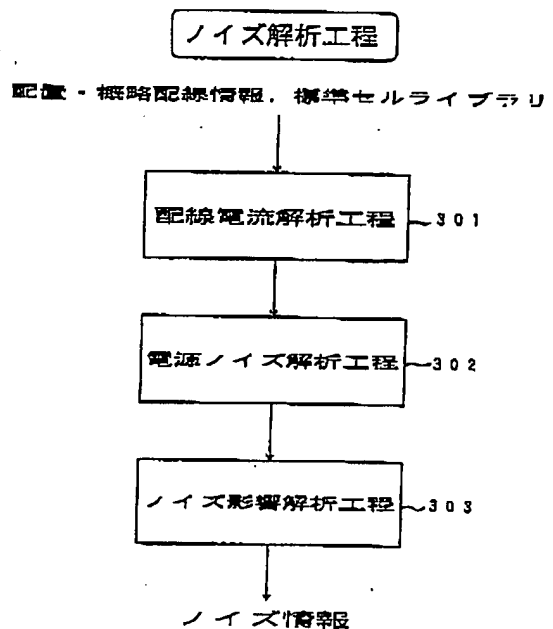 ノイズ解析工程
配置・概略配線情報，標準セルライブラリ
配線電流解析工程
301
電源ノイズ解析工程
302
ノイズ影響解析工程
303
ノイズ情報